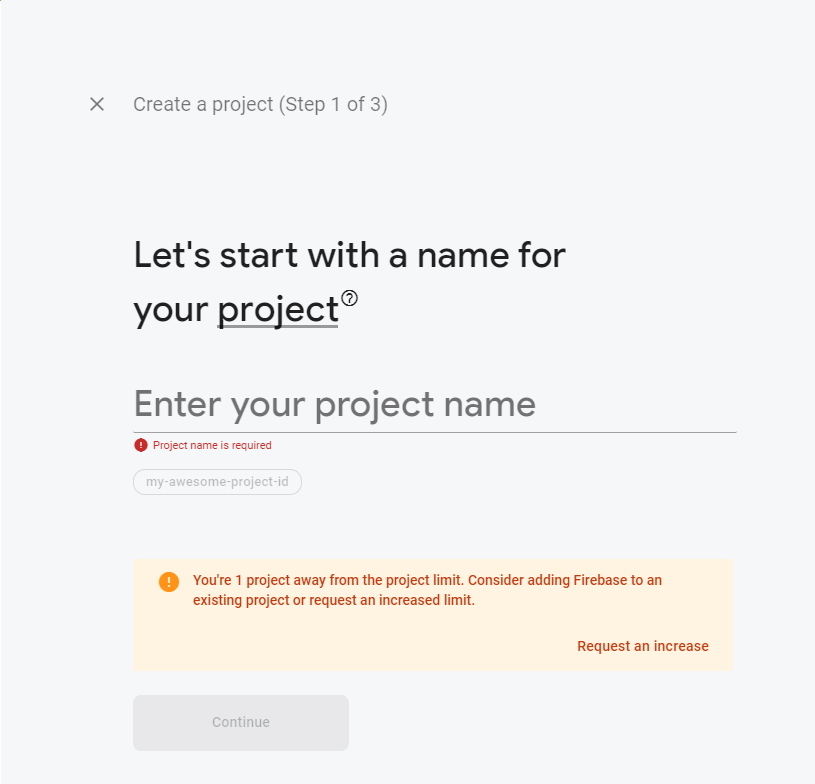 Create a project (Step 1 of 3)
Let's start with a name for
your project
Enter your project name
Project name is required
my-awesome-project-id
You're 1 project away from the project limit. Consider adding Firebase to an
existing project or request an increased limit.
Request an increase
Continue